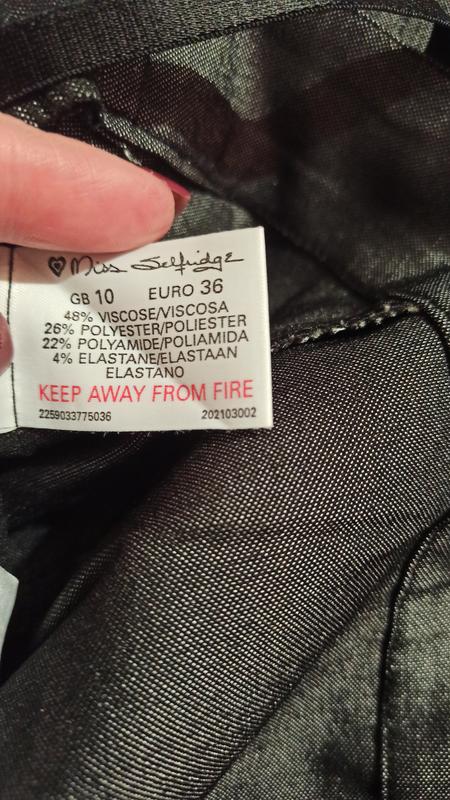 Miss Selfridge
GB 10 EURO 36
48% VISCOSE/VISCOSA
26% POLYESTER/POLIESTER
22% POLYAMIDE/POLIAMIDA
4% ELASTANE/ELASTAAN
ELASTANO
KEEP AWAY FROM FIRE
2259033775036 202103002